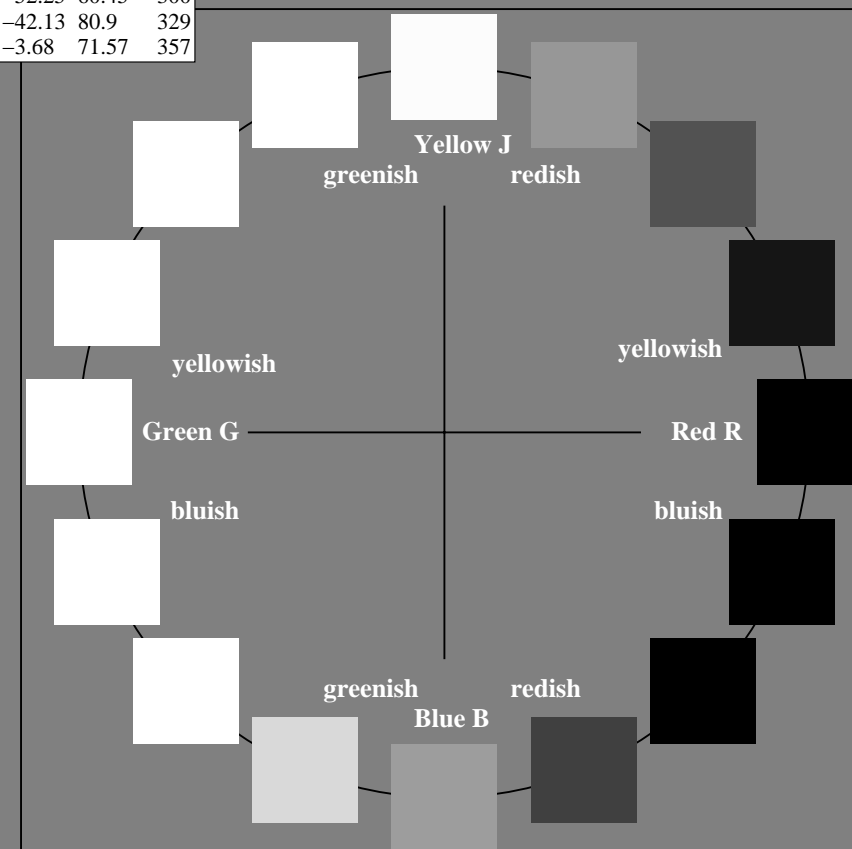 −42.13 80.9 329
−3.68 71.57 357
Yellow J
greenish redish
yellowish
yellowish
Green G
Red R
bluish bluish
greenish redish
Blue B